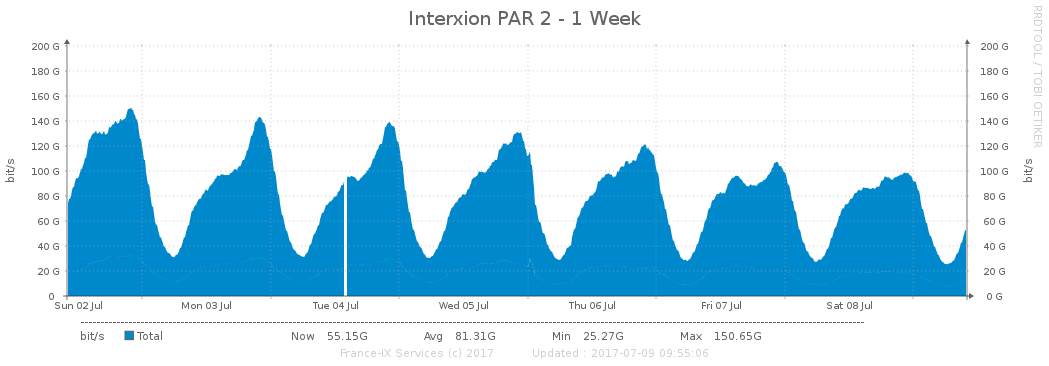 Interxion PAR 2 - 1 Week
RRDTOOL / TOBI OETIKER
200 G 200 G
180 G 180 G
160 G 160 G
140 G 140 G
120 G 120 G
100 G 100 G
80 G 80 G
60 G 60 G
40 G 40 G
20 G 20 G
0 0 G
bit/s bit/s
Sun 02 Jul Mon 03 Jul Tue 04 Jul Wed 05 Jul Thu 06 Jul Fri 07 Jul Sat 08 Jul
bit/s Total Now 55.15G Avg 81.31G Min 25.27G Max 150.65G
France-IX Services (c) 2017 Updated : 2017-07-09 09:55:06